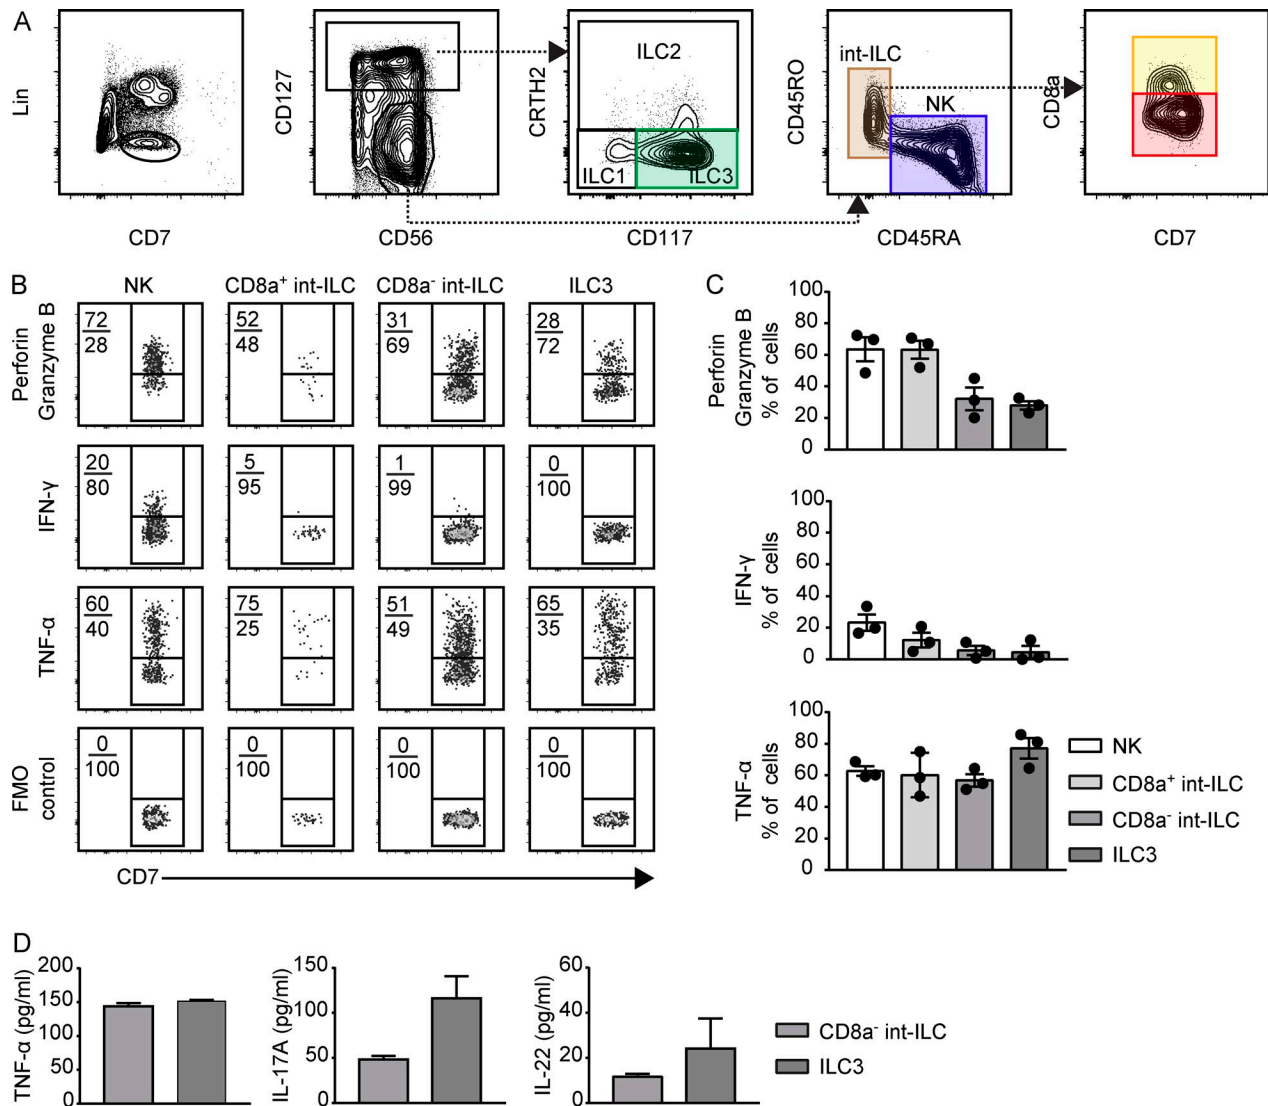 A
Lin
CD7
CD127
CD56
CRTH2
ILC2
ILC1
ILC3
CD117
CD45RO
int-ILC
NK
CD45RA
CD8a
CD7
B
NK
CD8a⁺ int-ILC
CD8a⁻ int-ILC
ILC3
Perforin
Granzyme B
72
28
52
48
31
69
28
72
IFN-γ
20
80
5
95
1
99
0
100
TNF-α
60
40
75
25
51
49
65
35
FMO
control
0
100
0
100
0
100
0
100
CD7
C
Perforin
Granzyme B
% of cells
100
80
60
40
20
0
IFN-γ
% of cells
100
80
60
40
20
0
TNF-α
% of cells
100
80
60
40
20
0
NK
CD8a⁺ int-ILC
CD8a⁻ int-ILC
ILC3
D
TNF-α (pg/ml)
200
150
100
50
0
IL-17A (pg/ml)
150
100
50
0
IL-22 (pg/ml)
60
40
20
0
CD8a⁻ int-ILC
ILC3